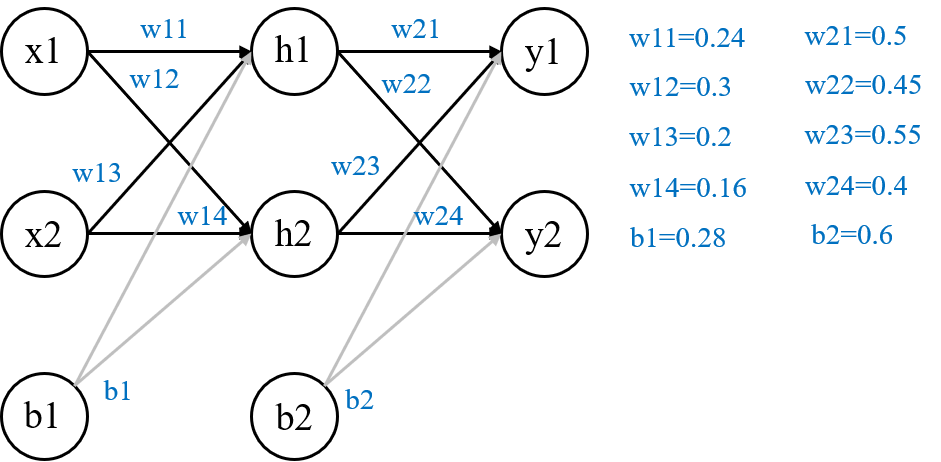 x1
w11
h1
w21
y1
w12
w22
w13
w23
x2
w14
h2
w24
y2
b1
b1
b2
b2
w11=0.24
w21=0.5
w12=0.3
w22=0.45
w13=0.2
w23=0.55
w14=0.16
w24=0.4
b1=0.28
b2=0.6